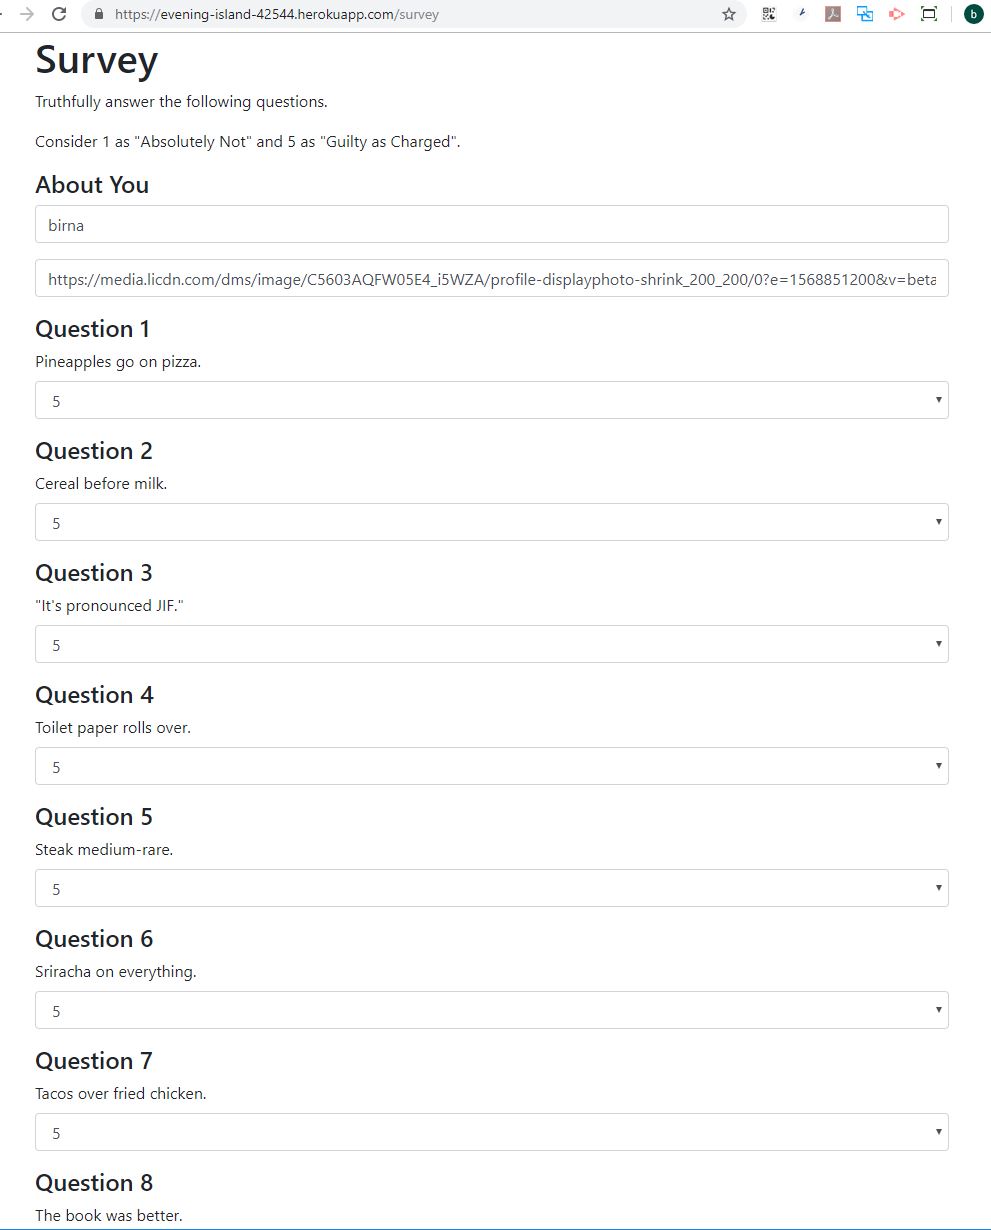 https://evening-island-42544.herokuapp.com/survey
b
Survey
Truthfully answer the following questions.
Consider 1 as "Absolutely Not" and 5 as "Guilty as Charged".
About You
birna
https://media.licdn.com/dms/image/C5603AQFW05E4_i5WZA/profile-displayphoto-shrink_200_200/0?e=1568851200&v=beta
Question 1
Pineapples go on pizza.
5
Question 2
Cereal before milk.
5
Question 3
"It's pronounced JIF."
5
Question 4
Toilet paper rolls over.
5
Question 5
Steak medium-rare.
5
Question 6
Sriracha on everything.
5
Question 7
Tacos over fried chicken.
5
Question 8
The book was better.